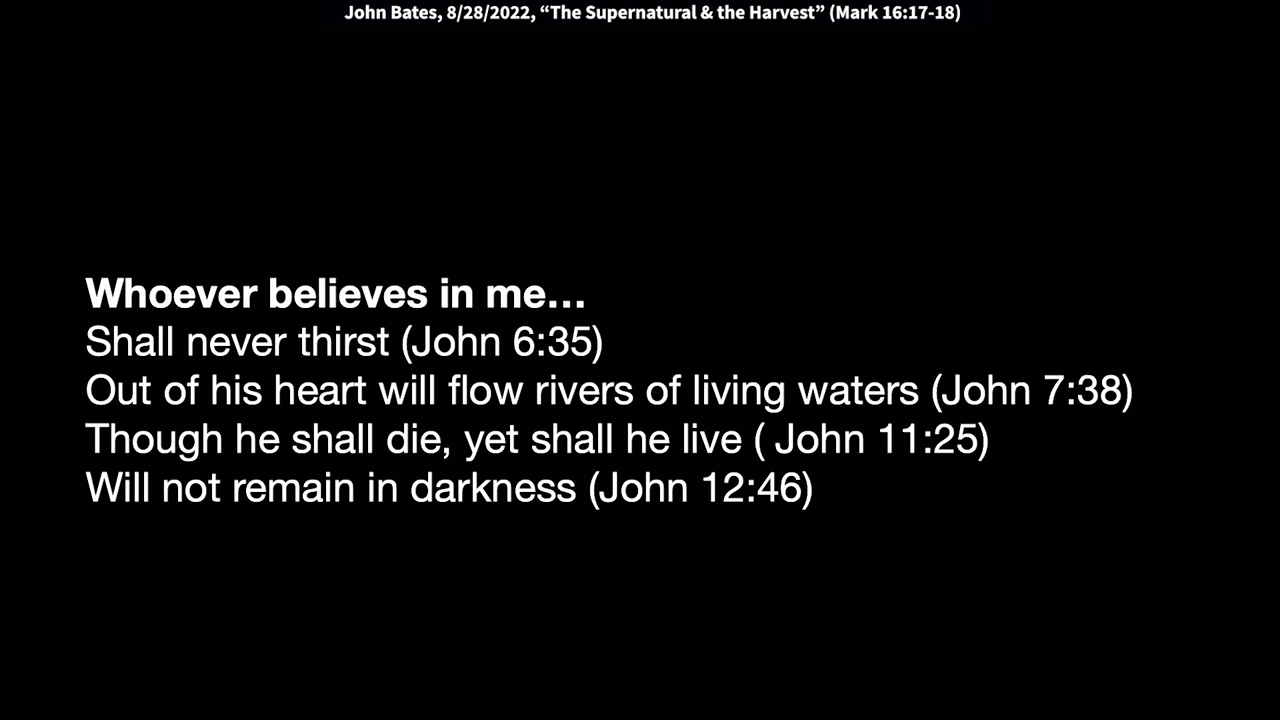 John Bates, 8/28/2022, “The Supernatural & the Harvest” (Mark 16:17-18)
Whoever believes in me…
Shall never thirst (John 6:35)
Out of his heart will flow rivers of living waters (John 7:38)
Though he shall die, yet shall he live ( John 11:25)
Will not remain in darkness (John 12:46)